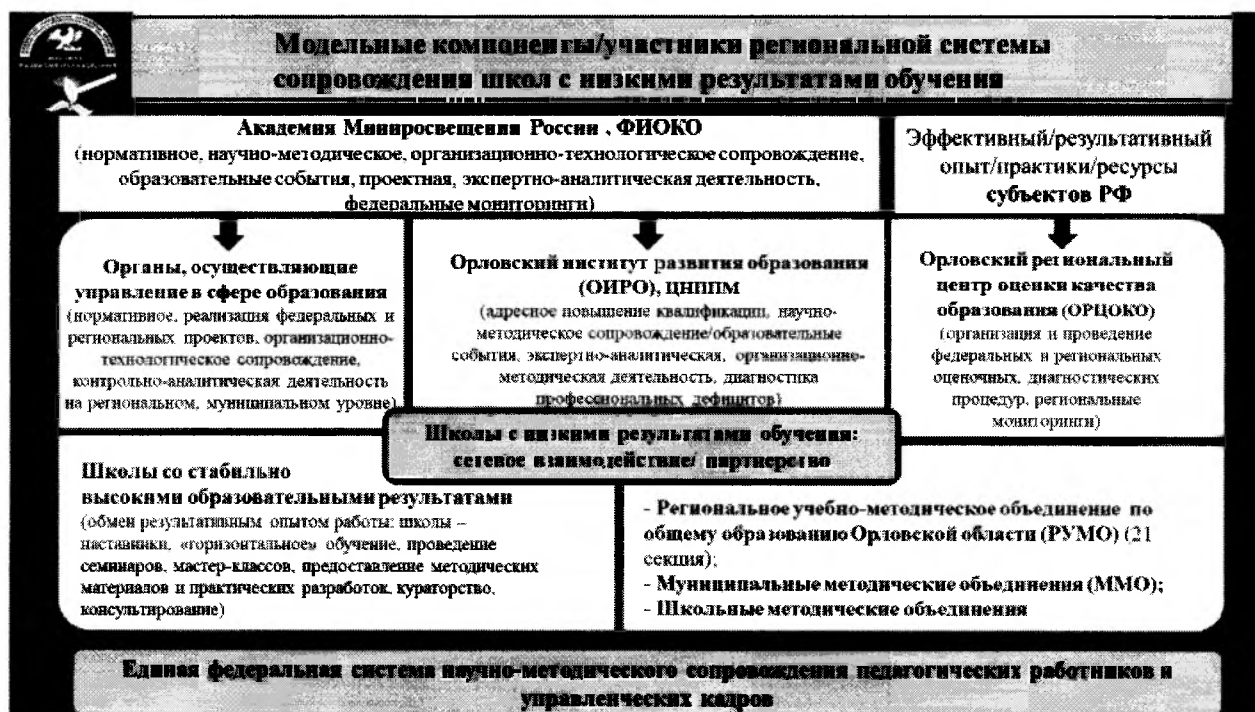 Модельные компоненты/участники региональной системы
сопровождения школ с низкими результатами обучения
Академия Минпросвещения России , ФИОКО
(нормативное, научно-методическое, организационно-технологическое сопровождение,
образовательные события, проектная, экспертно-аналитическая деятельность,
федеральные мониторинги)
Эффективный/результативный
опыт/практики/ресурсы
субъектов РФ
Органы, осуществляющие
управление в сфере образования
(нормативное, реализация федеральных и
региональных проектов, организационно-
технологическое сопровождение,
контрольно-аналитическая деятельность
на региональном, муниципальном уровне)
Орловский институт развития образования
(ОИРО), ЦНППМ
(адресное повышение квалификации, научно-
методическое сопровождение/образовательные
события, экспертно-аналитическая, организационно-
методическая деятельность, диагностика
профессиональных дефицитов)
Орловский региональный
центр оценки качества
образования (ОРЦОКО)
(организация и проведение
федеральных и региональных
оценочных, диагностических
процедур, региональные
мониторинги)
Школы с низкими результатами обучения:
сетевое взаимодействие/ партнерство
Школы со стабильно
высокими образовательными результатами
(обмен результативным опытом работы: школы –
наставники, «горизонтальное» обучение, проведение
семинаров, мастер-классов, предоставление методических
материалов и практических разработок, кураторство,
консультирование)
- Региональное учебно-методическое объединение по
общему образованию Орловской области (РУМО) (21
секция);
- Муниципальные методические объединения (ММО);
- Школьные методические объединения
Единая федеральная система научно-методического сопровождения педагогических работников и
управленческих кадров